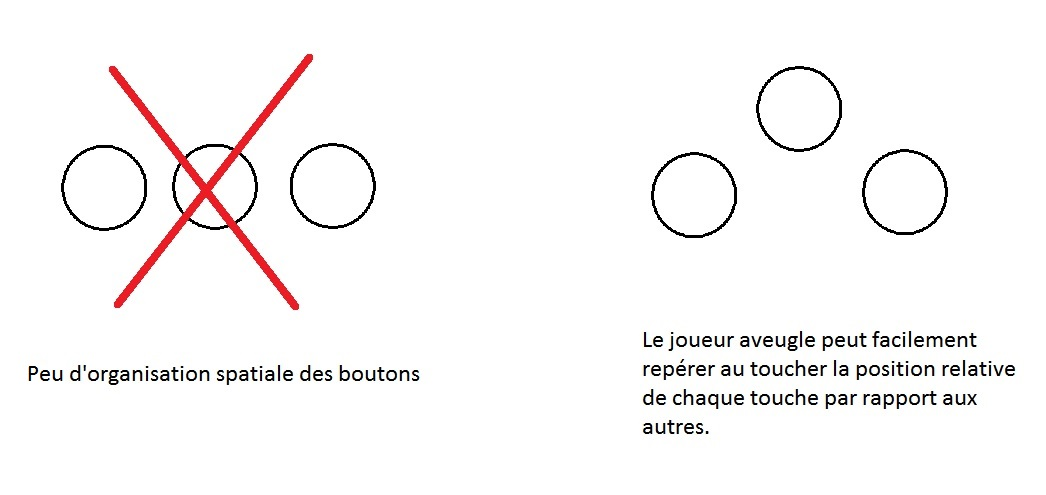 Peu d'organisation spatiale des boutons
Le joueur aveugle peut facilement
repérer au toucher la position relative
de chaque touche par rapport aux
autres.